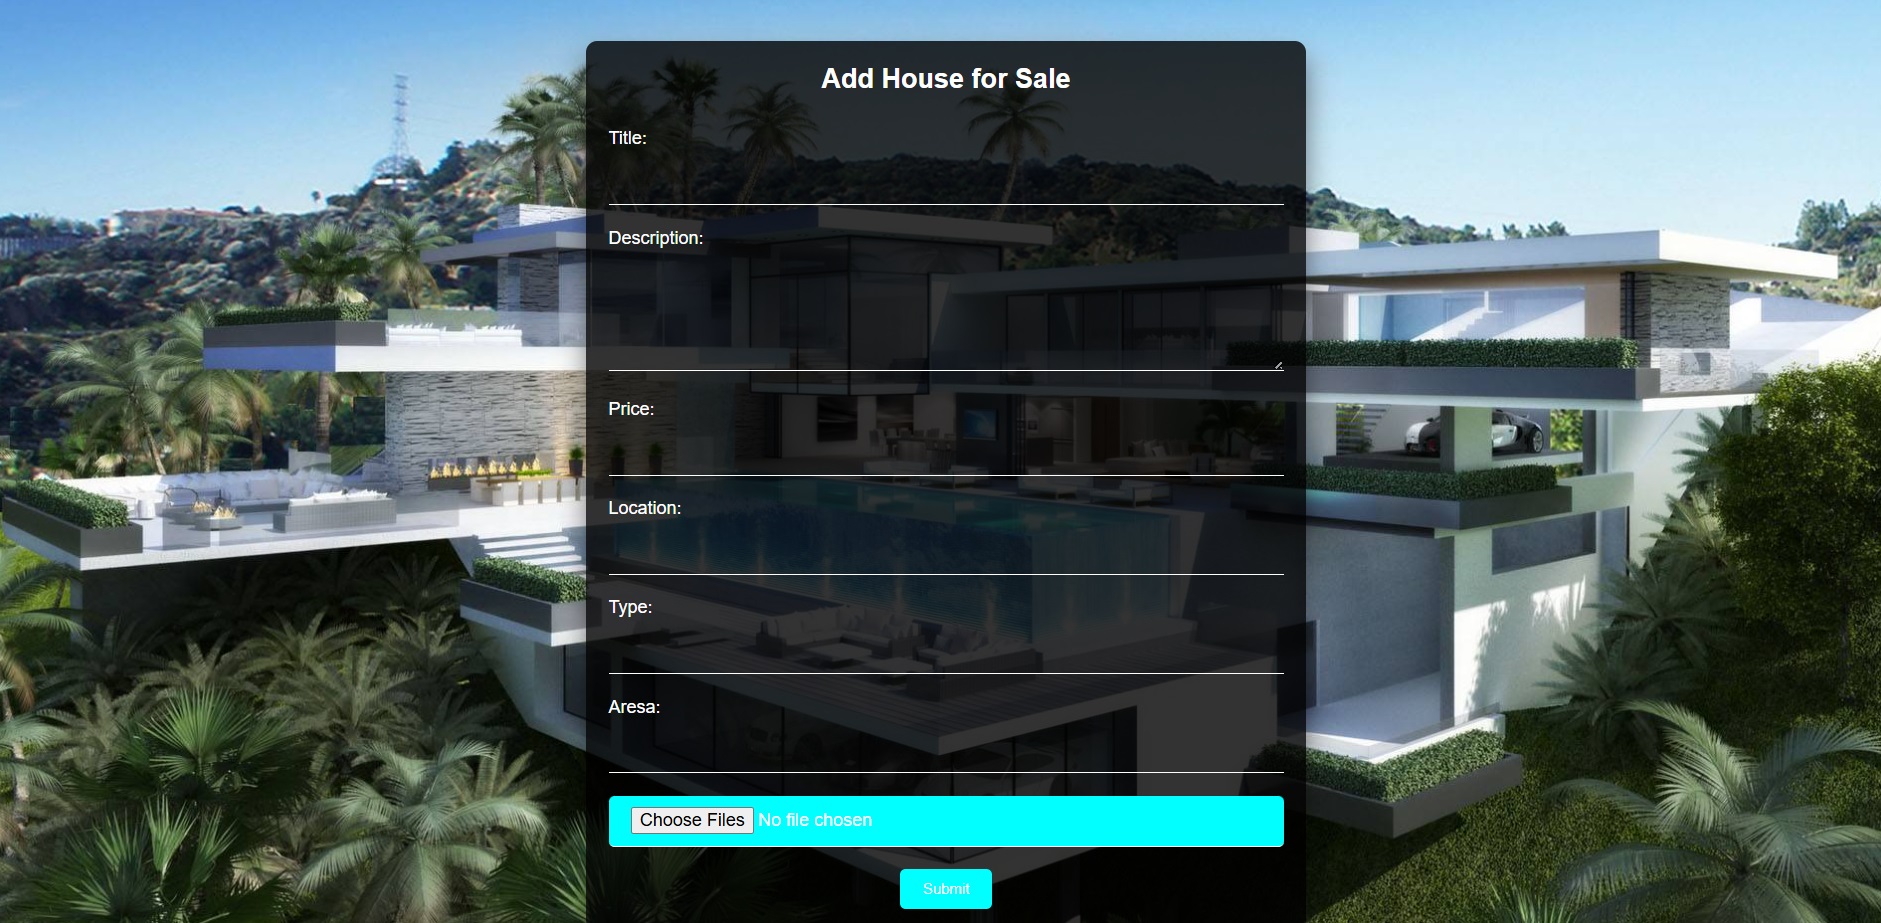 Add House for Sale
Title:
Description:
Price:
Location:
Type:
Aresa:
Choose Files No file chosen
Submit